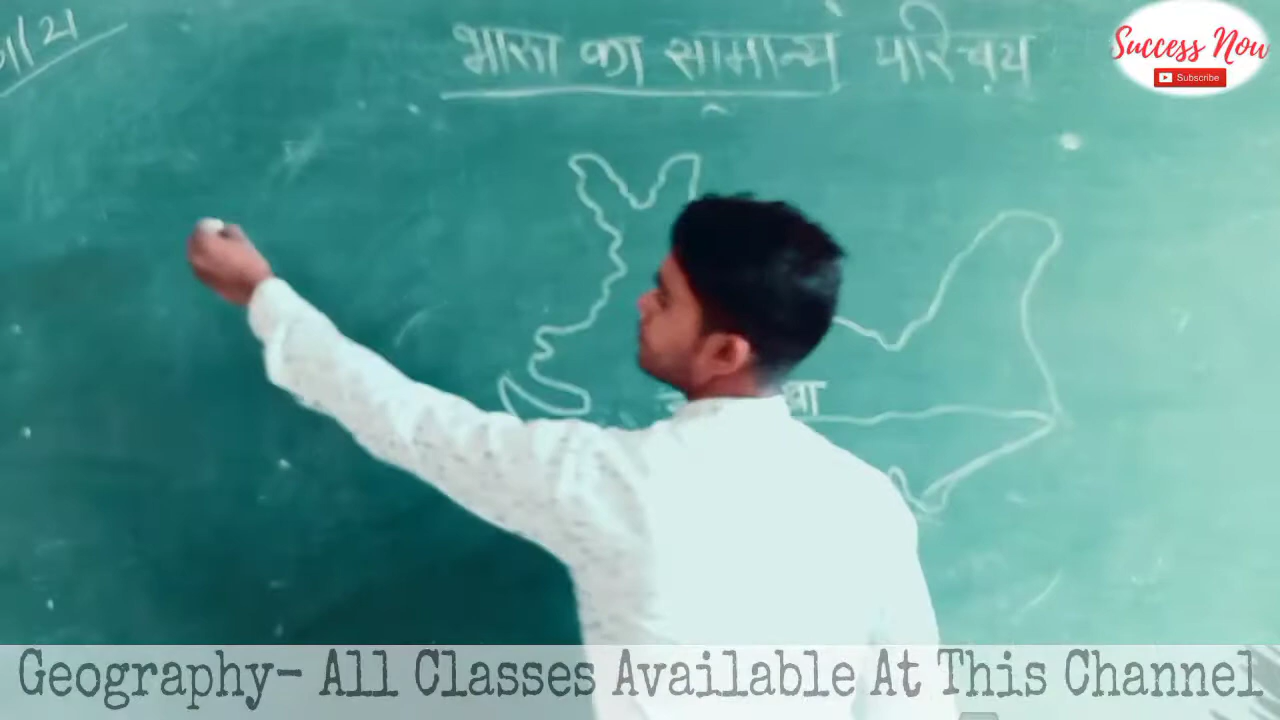 भारत का सामान्य परिचय
Success Now
Subscribe
Geography- All Classes Available At This Channel